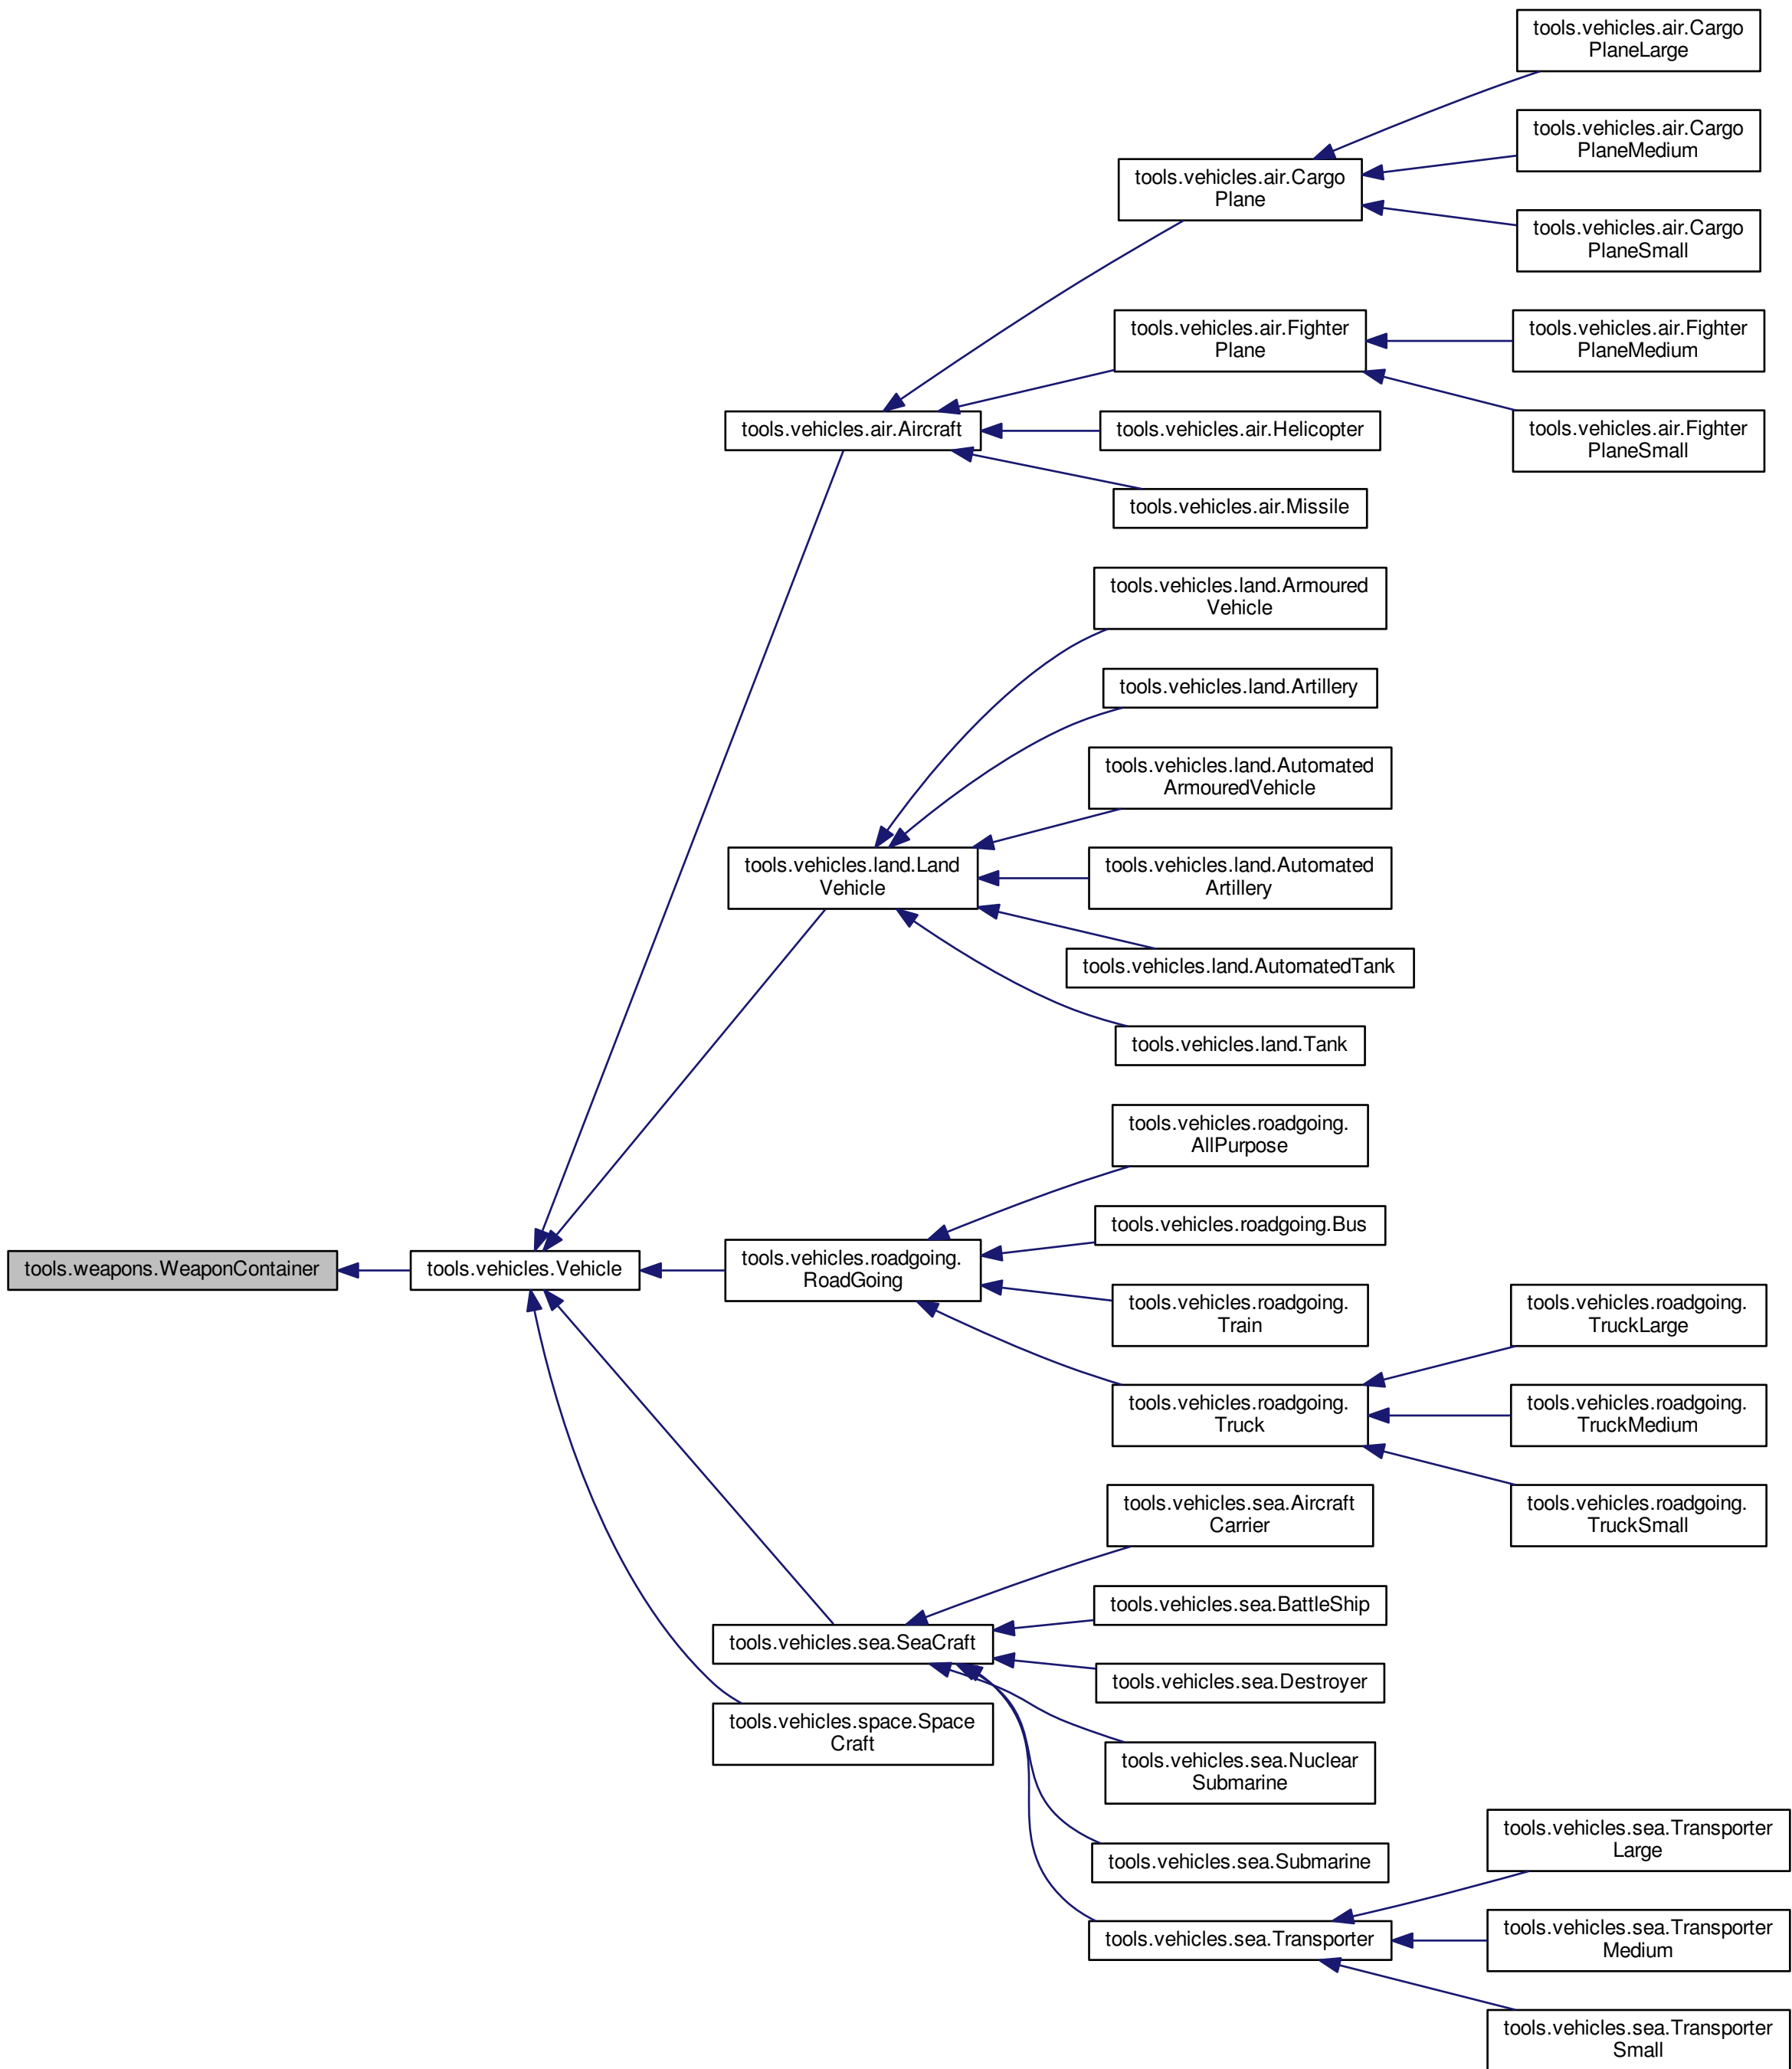 tools.vehicles.air.Cargo
PlaneLarge
tools.vehicles.air.Cargo
PlaneMedium
tools.vehicles.air.Cargo
Plane
tools.vehicles.air.Cargo
PlaneSmall
tools.vehicles.air.Fighter
Plane
tools.vehicles.air.Fighter
PlaneMedium
tools.vehicles.air.Aircraft
tools.vehicles.air.Helicopter
tools.vehicles.air.Fighter
PlaneSmall
tools.vehicles.air.Missile
tools.vehicles.land.Armoured
Vehicle
tools.vehicles.land.Artillery
tools.vehicles.land.Automated
ArmouredVehicle
tools.vehicles.land.Land
Vehicle
tools.vehicles.land.Automated
Artillery
tools.vehicles.land.AutomatedTank
tools.vehicles.land.Tank
tools.vehicles.roadgoing.
AllPurpose
tools.vehicles.roadgoing.Bus
tools.weapons.WeaponContainer
tools.vehicles.Vehicle
tools.vehicles.roadgoing.
RoadGoing
tools.vehicles.roadgoing.
Train
tools.vehicles.roadgoing.
TruckLarge
tools.vehicles.roadgoing.
Truck
tools.vehicles.roadgoing.
TruckMedium
tools.vehicles.sea.Aircraft
Carrier
tools.vehicles.roadgoing.
TruckSmall
tools.vehicles.sea.BattleShip
tools.vehicles.sea.SeaCraft
tools.vehicles.sea.Destroyer
tools.vehicles.space.Space
Craft
tools.vehicles.sea.Nuclear
Submarine
tools.vehicles.sea.Submarine
tools.vehicles.sea.Transporter
Large
tools.vehicles.sea.Transporter
tools.vehicles.sea.Transporter
Medium
tools.vehicles.sea.Transporter
Small